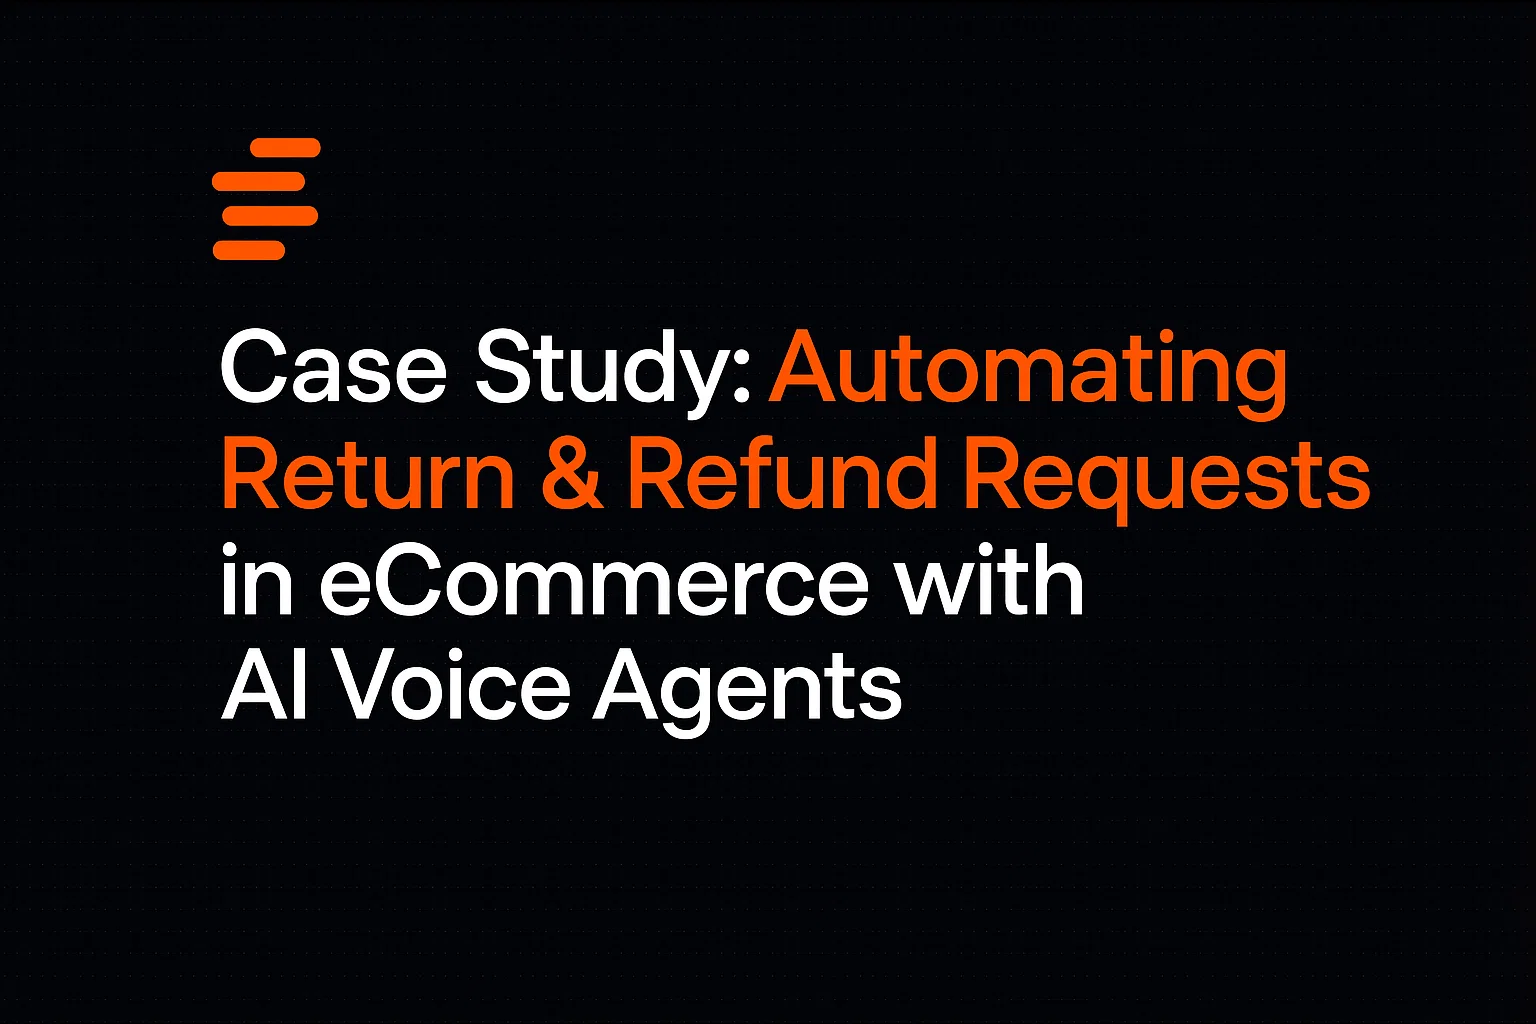 Case Study: Automating
Return & Refund Requests
in eCommerce with
AI Voice Agents